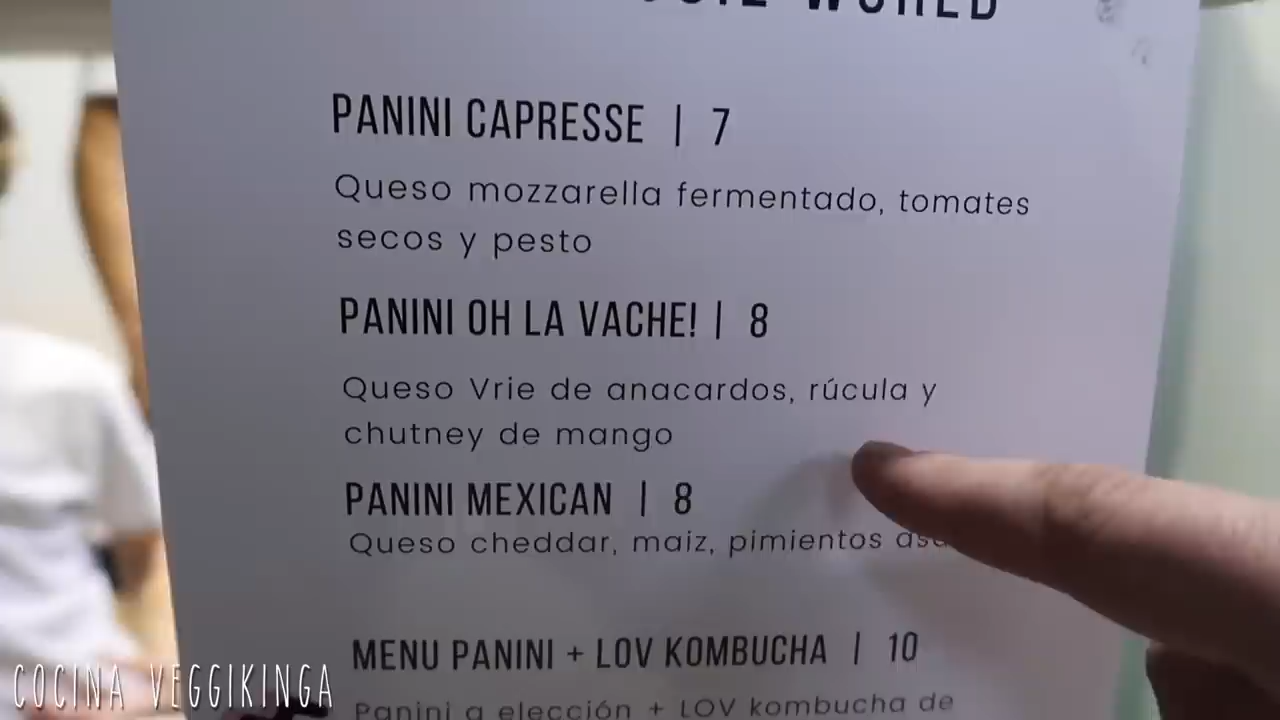 WORLD
PANINI CAPRESSE | 7
Queso mozzarella fermentado, tomates
secos y pesto
PANINI OH LA VACHE! | 8
Queso Vrie de anacardos, rúcula y
chutney de mango
PANINI MEXICAN | 8
Queso cheddar, maiz, pimientos
MENU PANINI + LOV KOMBUCHA | 10
Panini a elección + LOV kombucha de
COCINA VEGGIKINGA